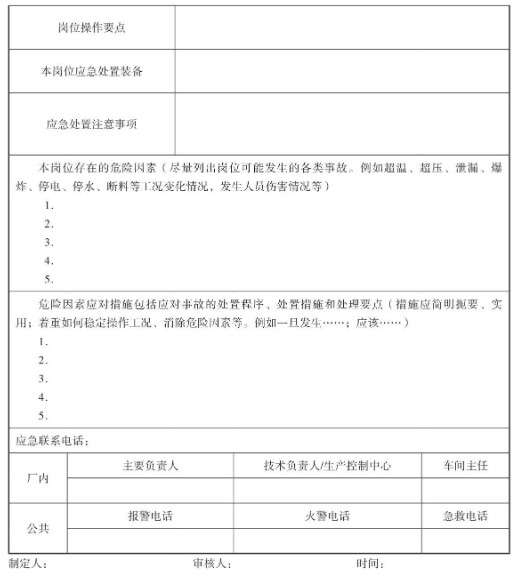 岗位操作要点
本岗位应急处置装备
应急处置注意事项
本岗位存在的危险因素（尽量列出岗位可能发生的各类事故。例如超温、超压、泄漏、爆
炸、停电、停水、断料等工况变化情况，发生人员伤害情况等）
1.
2.
3.
4.
5.
危险因素应对措施包括应对事故的处置程序、处置措施和处理要点（措施应简明扼要、实
用；着重如何稳定操作工况、消除危险因素等。例如一旦发生……；应该……）
1.
2.
3.
4.
5.
应急联系电话：
厂内 主要负责人 技术负责人/生产控制中心 车间主任
公共 报警电话 火警电话 急救电话
制定人： 审核人： 时间：